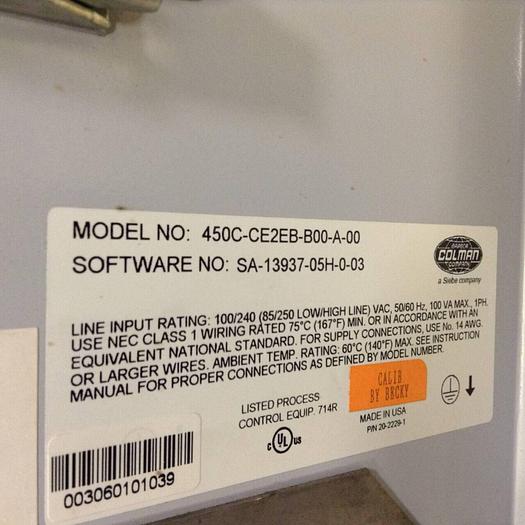 MODEL NO: 450C-CE2EB-B00-A-00
SOFTWARE NO: SA-13937-05H-0-03
BARBER
COLMAN
COMPANY
a Siebe company
LINE INPUT RATING: 100/240 (85/250 LOW/HIGH LINE) VAC, 50/60 Hz, 100 VA MAX., 1PH.
USE NEC CLASS 1 WIRING RATED 75°C (167°F) MIN. OR IN ACCORDANCE WITH AN
EQUIVALENT NATIONAL STANDARD. FOR SUPPLY CONNECTIONS, USE No. 14 AWG.
OR LARGER WIRES. AMBIENT TEMP. RATING: 60°C (140°F) MAX. SEE INSTRUCTION
MANUAL FOR PROPER CONNECTIONS AS DEFINED BY MODEL NUMBER.
CALIB
BY BECKY
LISTED PROCESS
CONTROL EQUIP. 714R
c UL us
MADE IN USA
P/N 20-2229-1
003060101039